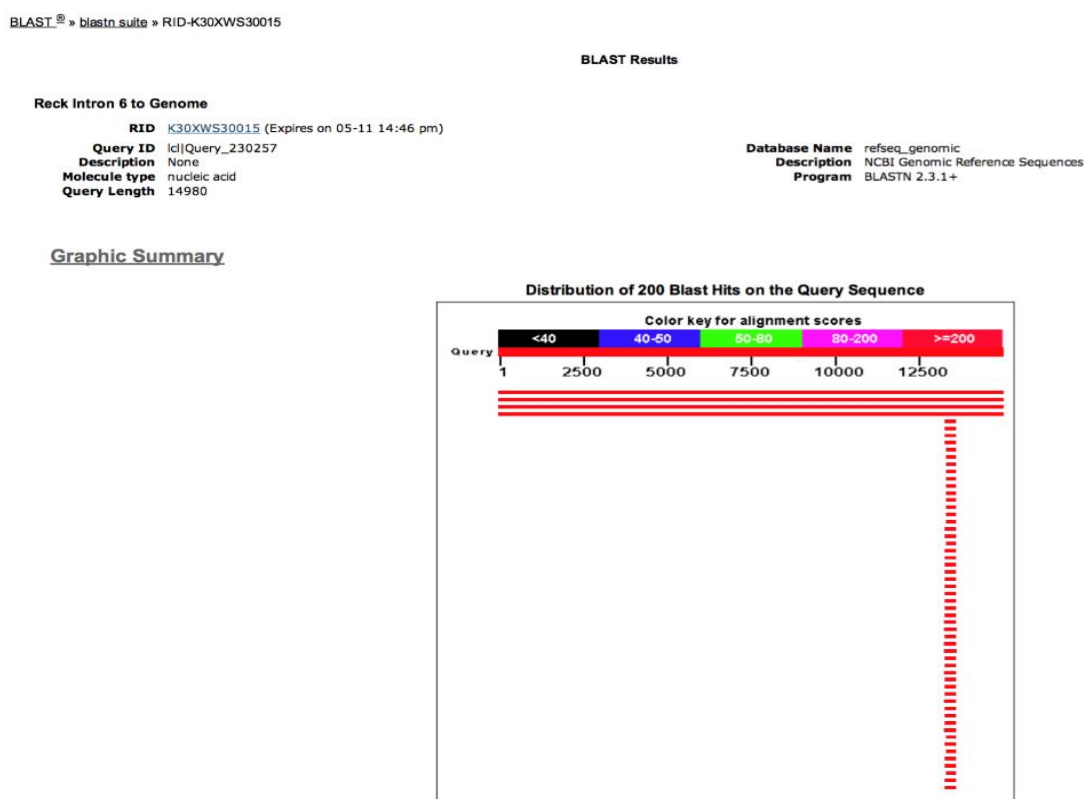 BLAST ® » blastn suite » RID-K30XWS30015
BLAST Results
Reck Intron 6 to Genome
RID K30XWS30015 (Expires on 05-11 14:46 pm)
Query ID lcl|Query_230257
Description None
Molecule type nucleic acid
Query Length 14980
Database Name refseq_genomic
Description NCBI Genomic Reference Sequences
Program BLASTN 2.3.1+
Graphic Summary
Distribution of 200 Blast Hits on the Query Sequence
Color key for alignment scores
<40 40-50 50-80 80-200 >=200
Query
1 2500 5000 7500 10000 12500